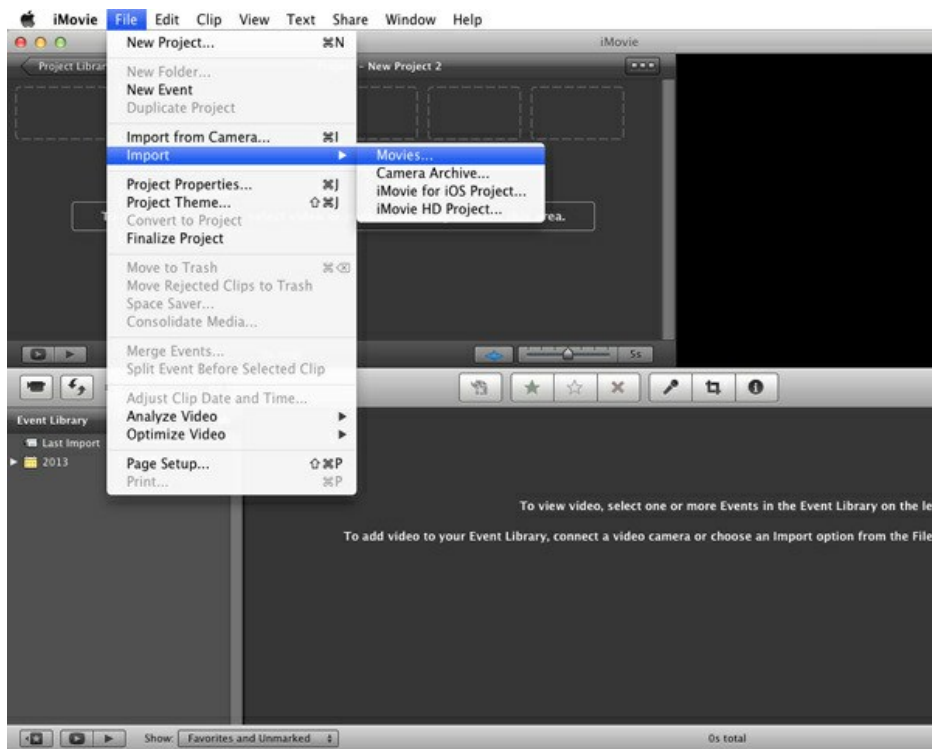 iMovie File Edit Clip View Text Share Window Help
iMovie
Project Librar
- New Project 2
New Project... ⌘N
New Folder...
New Event
Duplicate Project
Import from Camera... ⌘I
Import ▶
Movies...
Camera Archive...
iMovie for iOS Project...
iMovie HD Project...
Project Properties... ⌘J
Project Theme... ⇧⌘J
Convert to Project
Finalize Project
rea.
Move to Trash ⌘⌫
Move Rejected Clips to Trash
Space Saver...
Consolidate Media...
Merge Events...
Split Event Before Selected Clip
5s
Adjust Clip Date and Time...
Analyze Video ▶
Optimize Video ▶
Page Setup... ⇧⌘P
Print... ⌘P
Event Library
Last Import
2013
To view video, select one or more Events in the Event Library on the le
To add video to your Event Library, connect a video camera or choose an Import option from the File
Show: Favorites and Unmarked
0s total